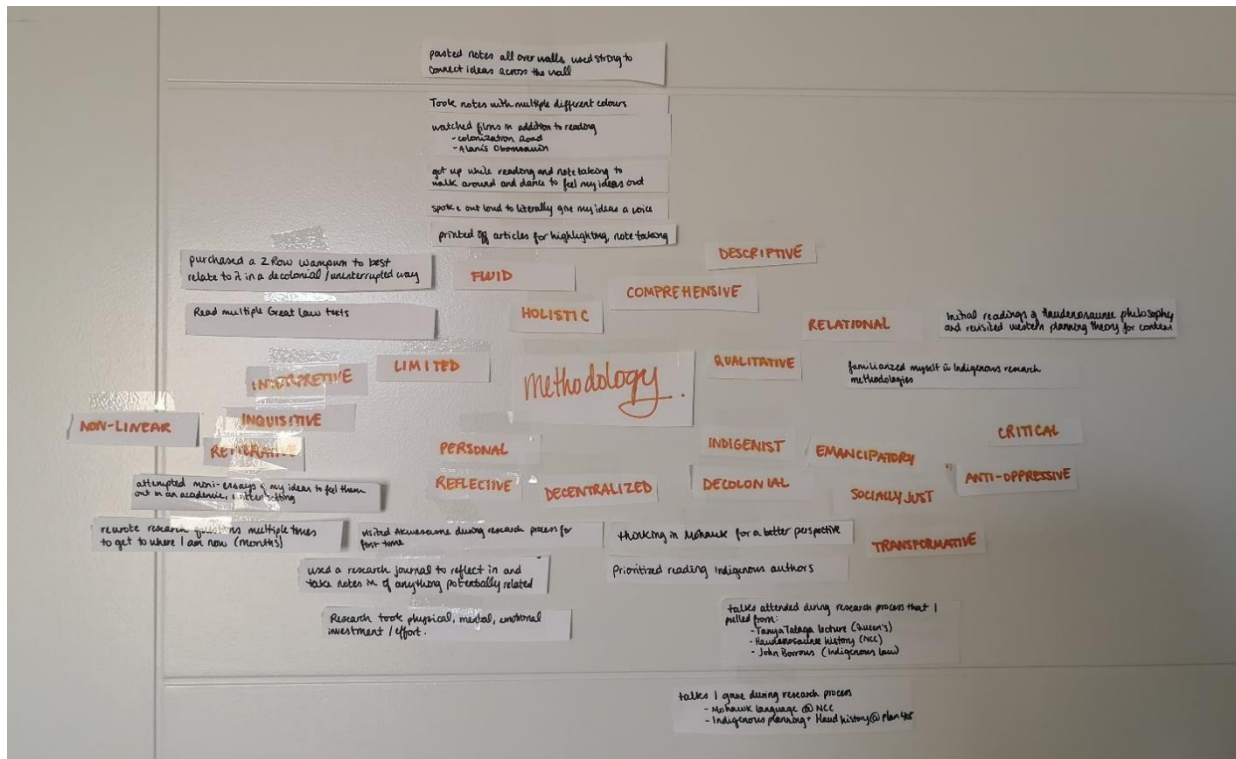 posted notes all over walls, used string to
connect ideas across the wall
Took notes with multiple different colours
watched films in addition to reading
- Colonization Road
- Alanis Obomsawin
got up while reading and note taking to
walk around and dance to feel my ideas out
spoke out loud to literally give my ideas a voice
printed off articles for highlighting, note taking
DESCRIPTIVE
purchased a 2 Row Wampum to best
relate to it in a decolonial/uninterrupted way
FLUID
COMPREHENSIVE
Read multiple Great Law texts
HOLISTIC
RELATIONAL
Initial readings of Haudenosaunee philosophy
and revisited western planning theory for context
INTERPRETIVE
LIMITED
methodology.
QUALITATIVE
familiarized myself w Indigenous research
methodologies
NON-LINEAR
INQUISITIVE
REITERATIVE
PERSONAL
INDIGENIST
EMANCIPATORY
CRITICAL
attempted mini-essays of my ideas to feel them
out in an academic, written setting
REFLECTIVE
DECENTRALIZED
DECOLONIAL
SOCIALLY JUST
ANTI-OPPRESSIVE
rewrote research questions multiple times
to get to where I am now (months)
visited Akwesasne during research process for
first time
thinking in Mohawk for a better perspective
TRANSFORMATIVE
used a research journal to reflect in and
take notes in of anything potentially related
Prioritized reading Indigenous authors
Research took physical, mental, emotional
investment/effort.
talks attended during research process that I
pulled from:
- Tanya Talaga lecture (Queen's)
- Haudenosaunee history (NCC)
- John Borrows (Indigenous law)
talks I gave during research process
- Mohawk language @ NCC
- Indigenous planning + Haud history @ plan